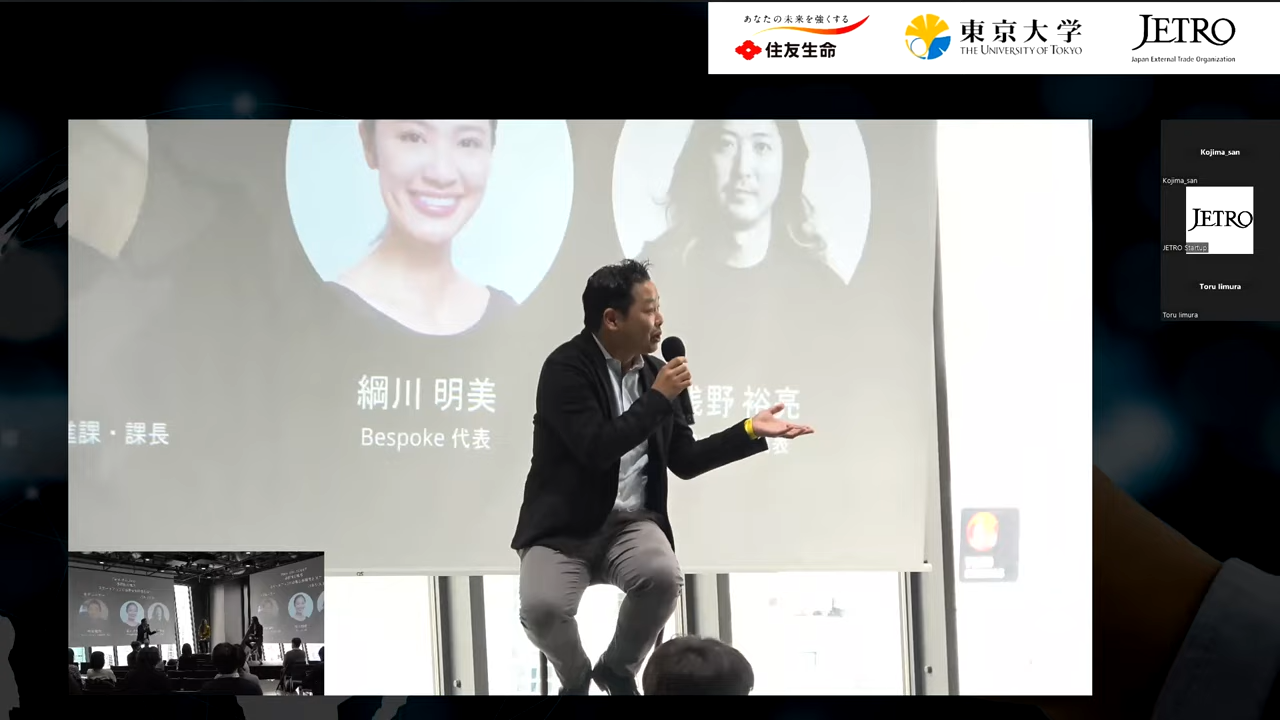 あなたの未来を強くする
住友生命
東京大学
THE UNIVERSITY OF TOKYO
JETRO
Japan External Trade Organization
Kojima_san
Kojima_san
JETRO
JETRO Startup
Toru Iimura
Toru Iimura
課・課長
綱川 明美
Bespoke 代表
浅野 裕亮
表